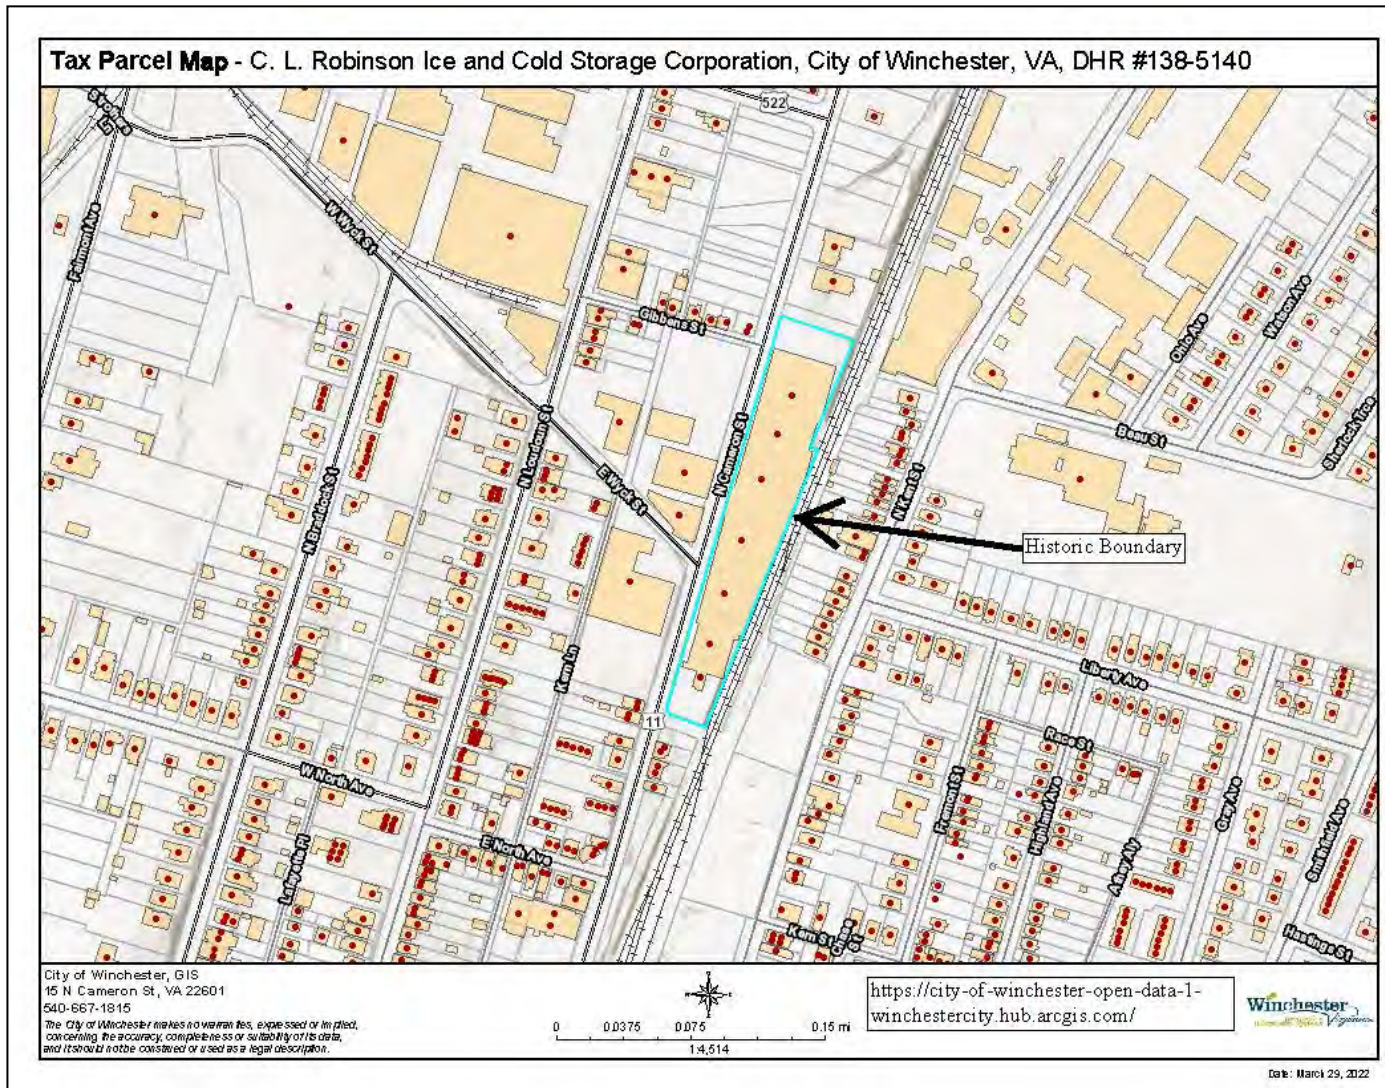 Tax Parcel Map - C. L. Robinson Ice and Cold Storage Corporation, City of Winchester, VA, DHR #138-5140
522
Fairmont Ave
W Wyck St
Gibbens St
Ohio Ave
Watson Ave
N Cameron St
N Loudoun St
E Wyck St
N Braddock St
N Kent St
Beau St
Historic Boundary
Kern Ln
Liberty Ave
11
Race St
W North Ave
Fremont St
Highland Ave
Gray Ave
Smithfield Ave
E North Ave
Lafayette Pl
Kern St
Hastings St
City of Winchester, GIS
15 N Cameron St, VA 22601
540-667-1815
The City of Winchester makes no warranties, expressed or implied,
concerning the accuracy, completeness or suitability of its data,
and it should not be construed or used as a legal description.
0 0.0375 0.075 0.15 mi
1:4,514
https://city-of-winchester-open-data-1-
winchestercity.hub.arcgis.com/
Winchester
Virginia
Date: March 29, 2022